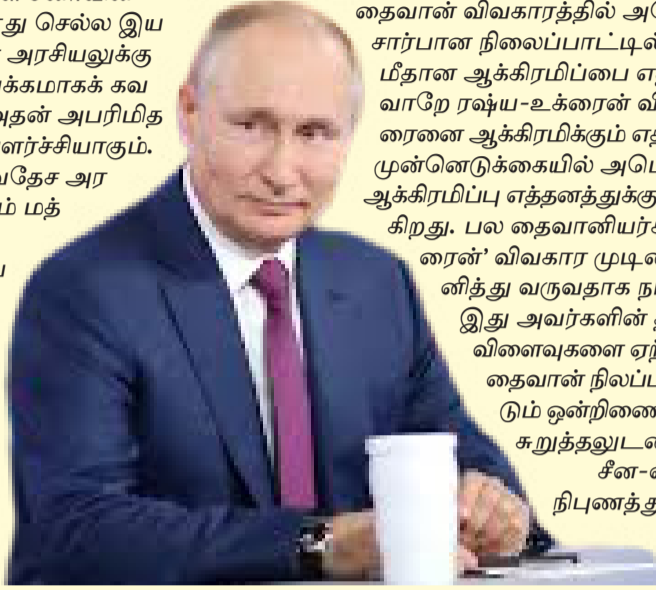 து செல்ல இய
அரசியலுக்கு
க்கமாகக் கவ
தன் அபரிமித
ளர்ச்சியாகும்.
தேச அர
ம் மத்
தைவான் விவகாரத்தில் அமெ
சார்பான நிலைப்பாட்டில்
மீதான ஆக்கிரமிப்பை எ
வாறே ரஷ்ய-உக்ரைன் வி
ரைனை ஆக்கிரமிக்கும் எத
முன்னெடுக்கையில் அமெ
ஆக்கிரமிப்பு எத்தனத்துக்கு
கிறது. பல தைவானியர்க
ரைன்’ விவகார முடி
னித்து வருவதாக ந
இது அவர்களின்
விளைவுகளை ஏற்
தைவான் நிலப்ப
டும் ஒன்றிணை
சுறுத்தலுட
சீன-
நிபுணத்து